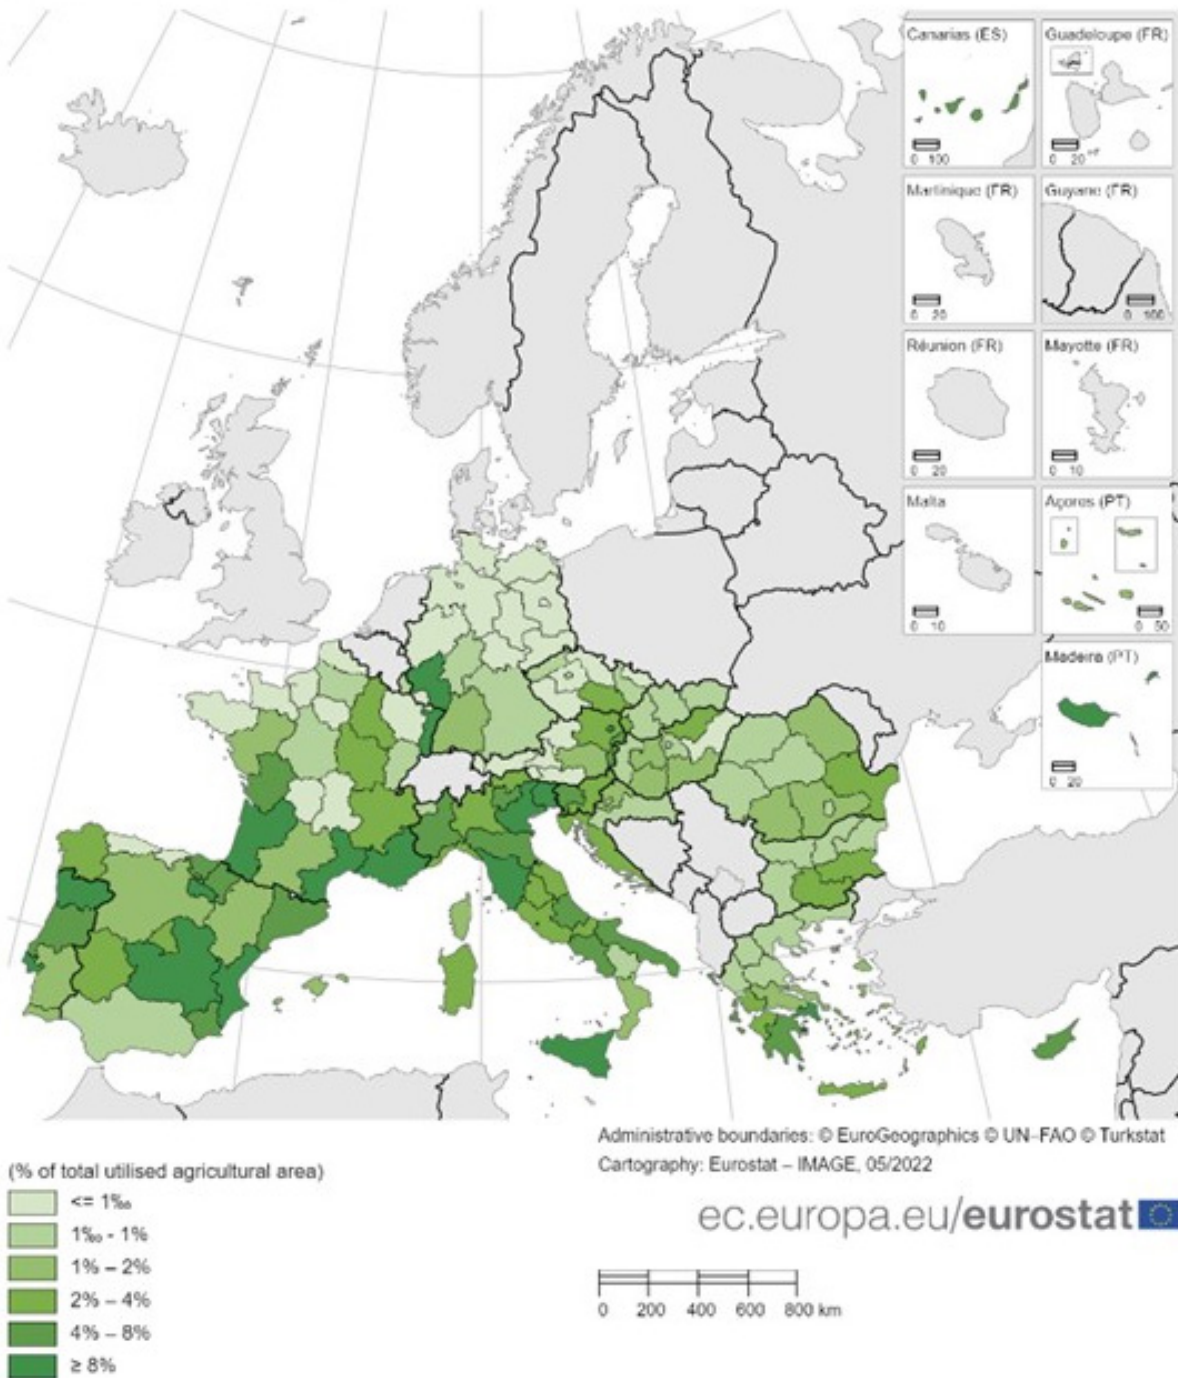 Canarias (ES)
0 100
Guadeloupe (FR)
0 20
Martinique (FR)
0 20
Guyane (FR)
0 100
Réunion (FR)
0 20
Mayotte (FR)
0 10
Malta
0 10
Açores (PT)
0 50
Madeira (PT)
0 20
Administrative boundaries: © EuroGeographics © UN–FAO © Turkstat
Cartography: Eurostat – IMAGE, 05/2022
(% of total utilised agricultural area)
<= 1‰
1‰ - 1%
1% – 2%
2% – 4%
4% – 8%
≥ 8%
ec.europa.eu/eurostat
0 200 400 600 800 km